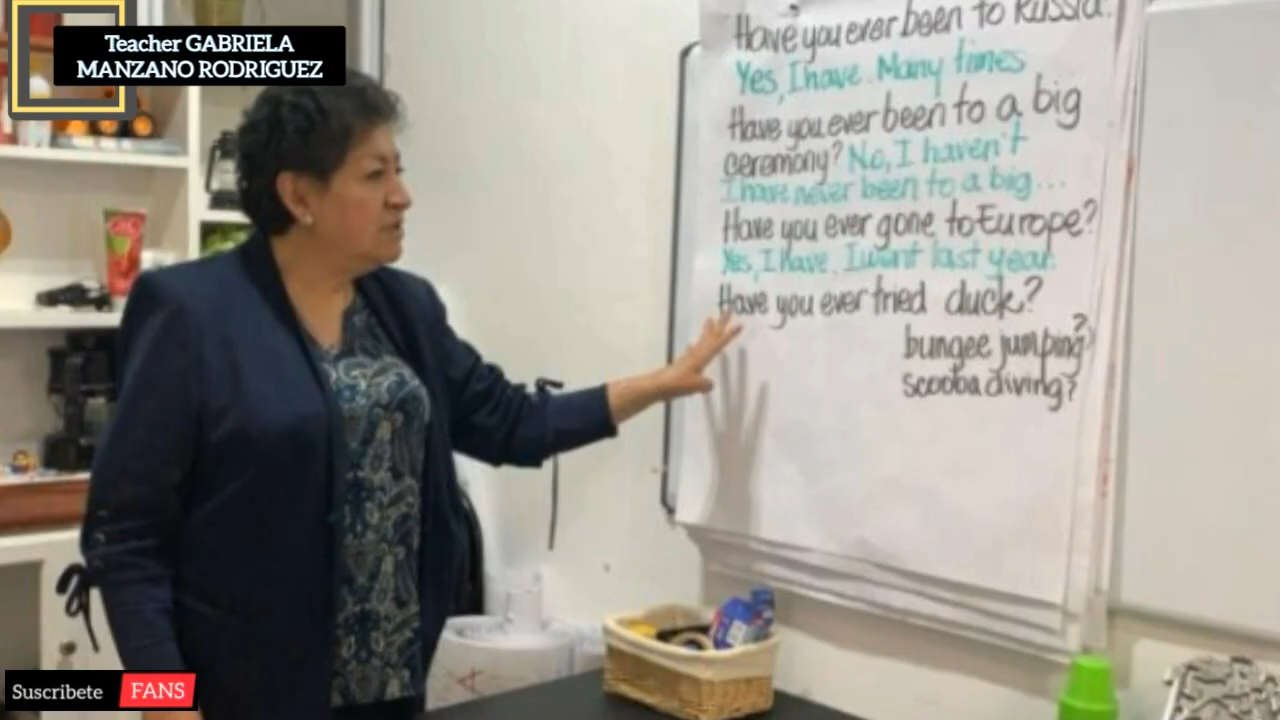 Teacher GABRIELA
MANZANO RODRIGUEZ
Have you ever been to Russia?
Yes, I have. Many times
Have you ever been to a big
ceremony? No, I haven't
I have never been to a big...
Have you ever gone to Europe?
Yes, I have. I went last year.
Have you ever tried duck?
bungee jumping?
scooba diving?
Suscribete FANS